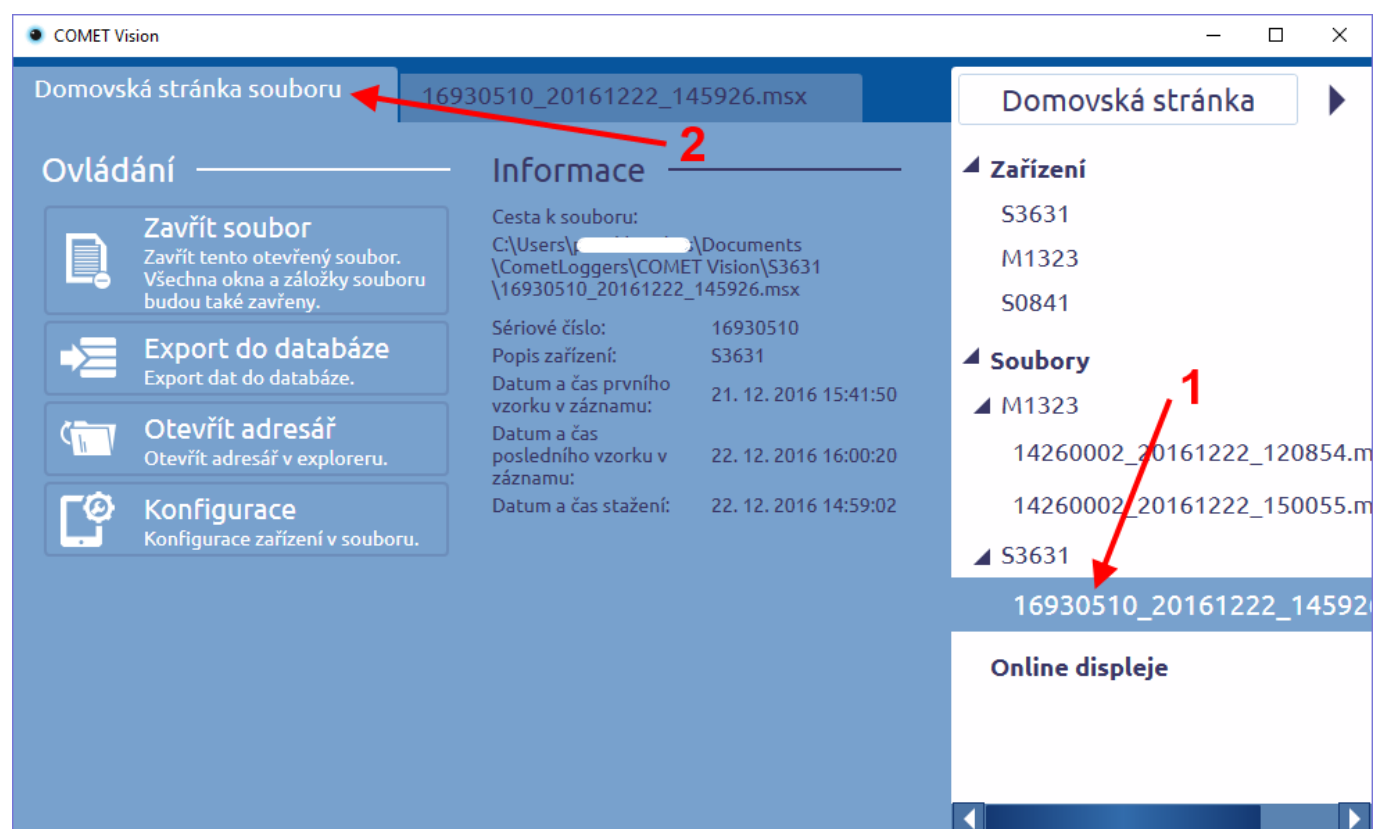 COMET Vision
Domovská stránka souboru
16930510_20161222_145926.msx
2
Ovládání
Zavřít soubor
Zavřít tento otevřený soubor.
Všechna okna a záložky souboru
budou také zavřeny.
Export do databáze
Export dat do databáze.
Otevřít adresář
Otevřít adresář v exploreru.
Konfigurace
Konfigurace zařízení v souboru.
Informace
Cesta k souboru:
C:\Users\ \Documents
\CometLoggers\COMET Vision\S3631
\16930510_20161222_145926.msx
Sériové číslo: 16930510
Popis zařízení: S3631
Datum a čas prvního
vzorku v záznamu: 21. 12. 2016 15:41:50
Datum a čas
posledního vzorku v 22. 12. 2016 16:00:20
záznamu:
Datum a čas stažení: 22. 12. 2016 14:59:02
Domovská stránka
Zařízení
S3631
M1323
S0841
Soubory
1
M1323
14260002_20161222_120854.m
14260002_20161222_150055.m
S3631
16930510_20161222_14592
Online displeje